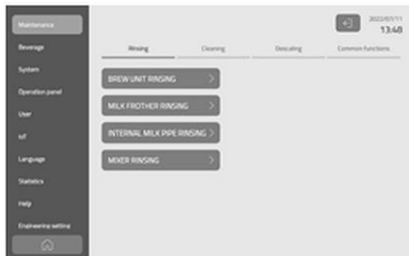 Maintenance
2022/07/11
13:48
Beverage
Rinsing
Cleaning
Descaling
Common functions
System
BREW UNIT RINSING
Operation panel
MILK FROTHER RINSING
User
INTERNAL MILK PIPE RINSING
IoT
MIXER RINSING
Language
Statistics
Help
Engineering setting